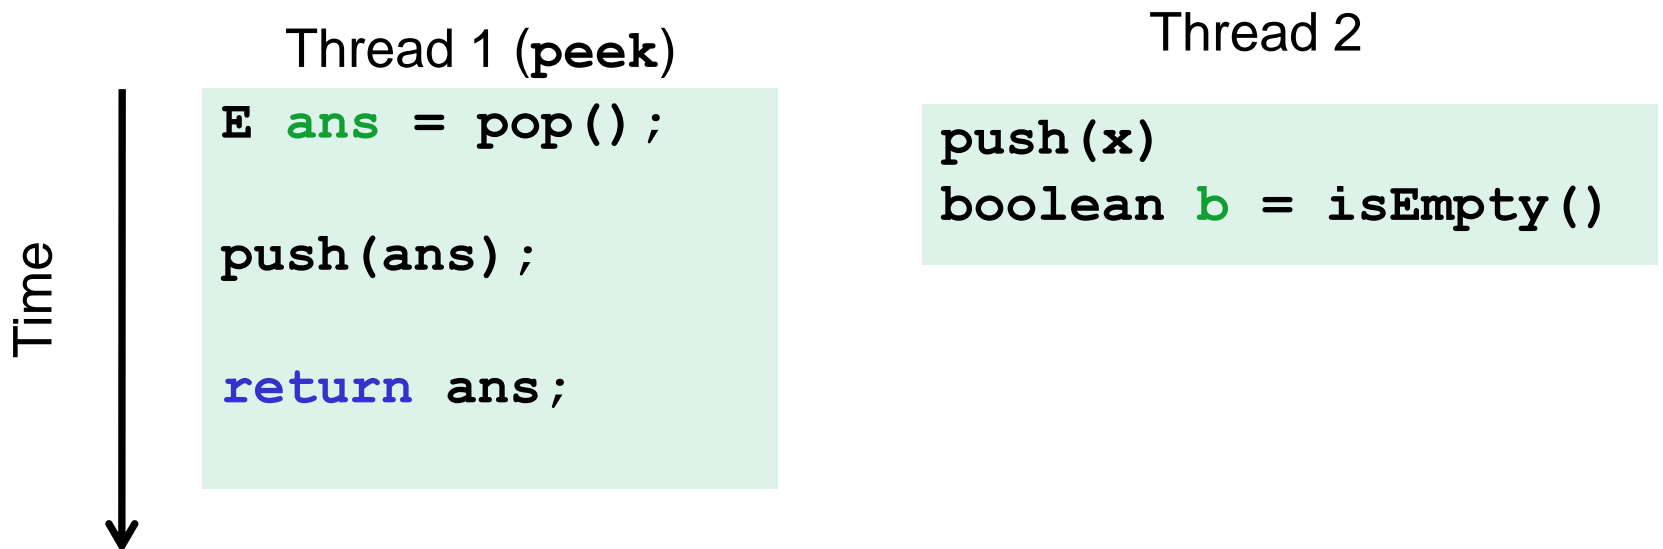 Time
Thread 1 (peek)
E ans = pop();
push(ans);
return ans;
Thread 2
push(x)
boolean b = isEmpty()